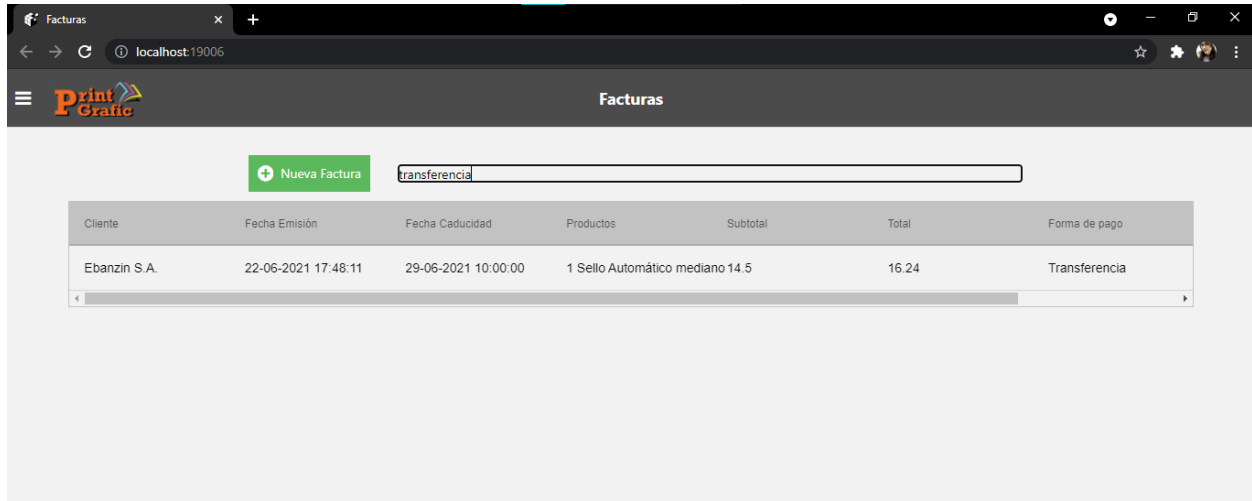 Facturas
localhost:19006
Print Grafic
Facturas
Nueva Factura
transferencia
Cliente Fecha Emisión Fecha Caducidad Productos Subtotal Total Forma de pago
Ebanzin S.A. 22-06-2021 17:48:11 29-06-2021 10:00:00 1 Sello Automático mediano 14.5 16.24 Transferencia